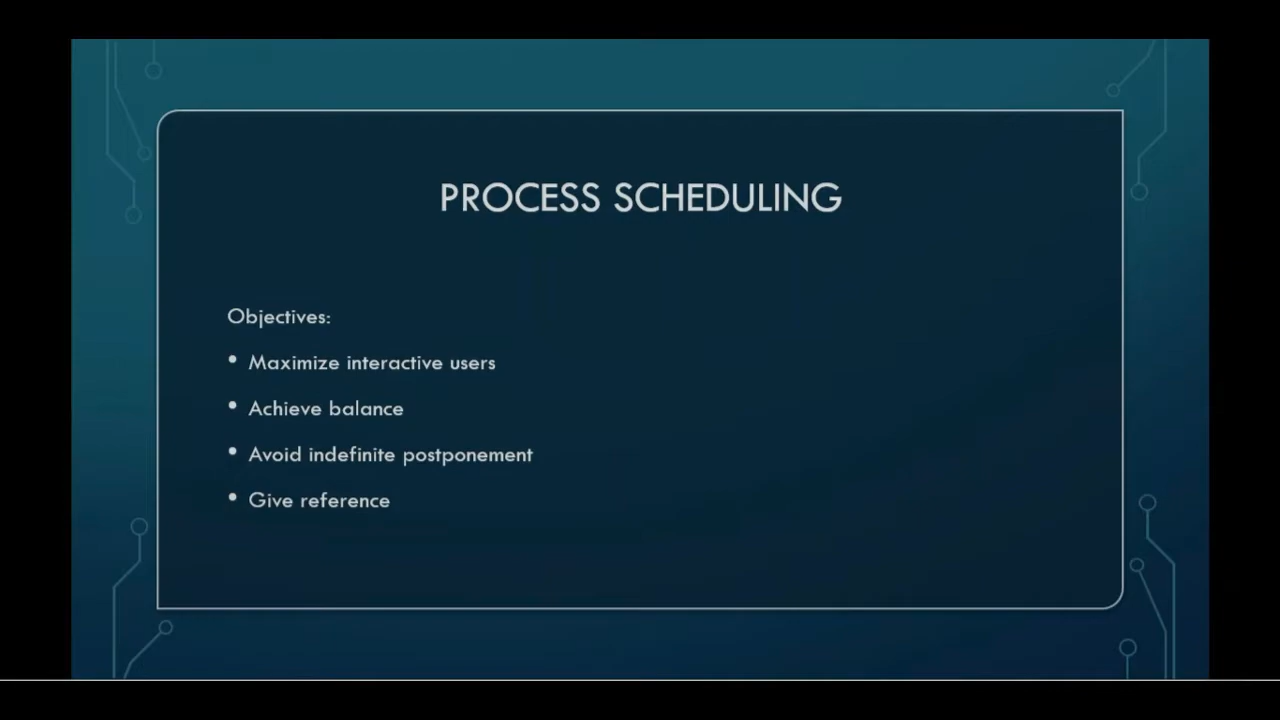 PROCESS SCHEDULING
Objectives:
• Maximize interactive users
• Achieve balance
• Avoid indefinite postponement
• Give reference